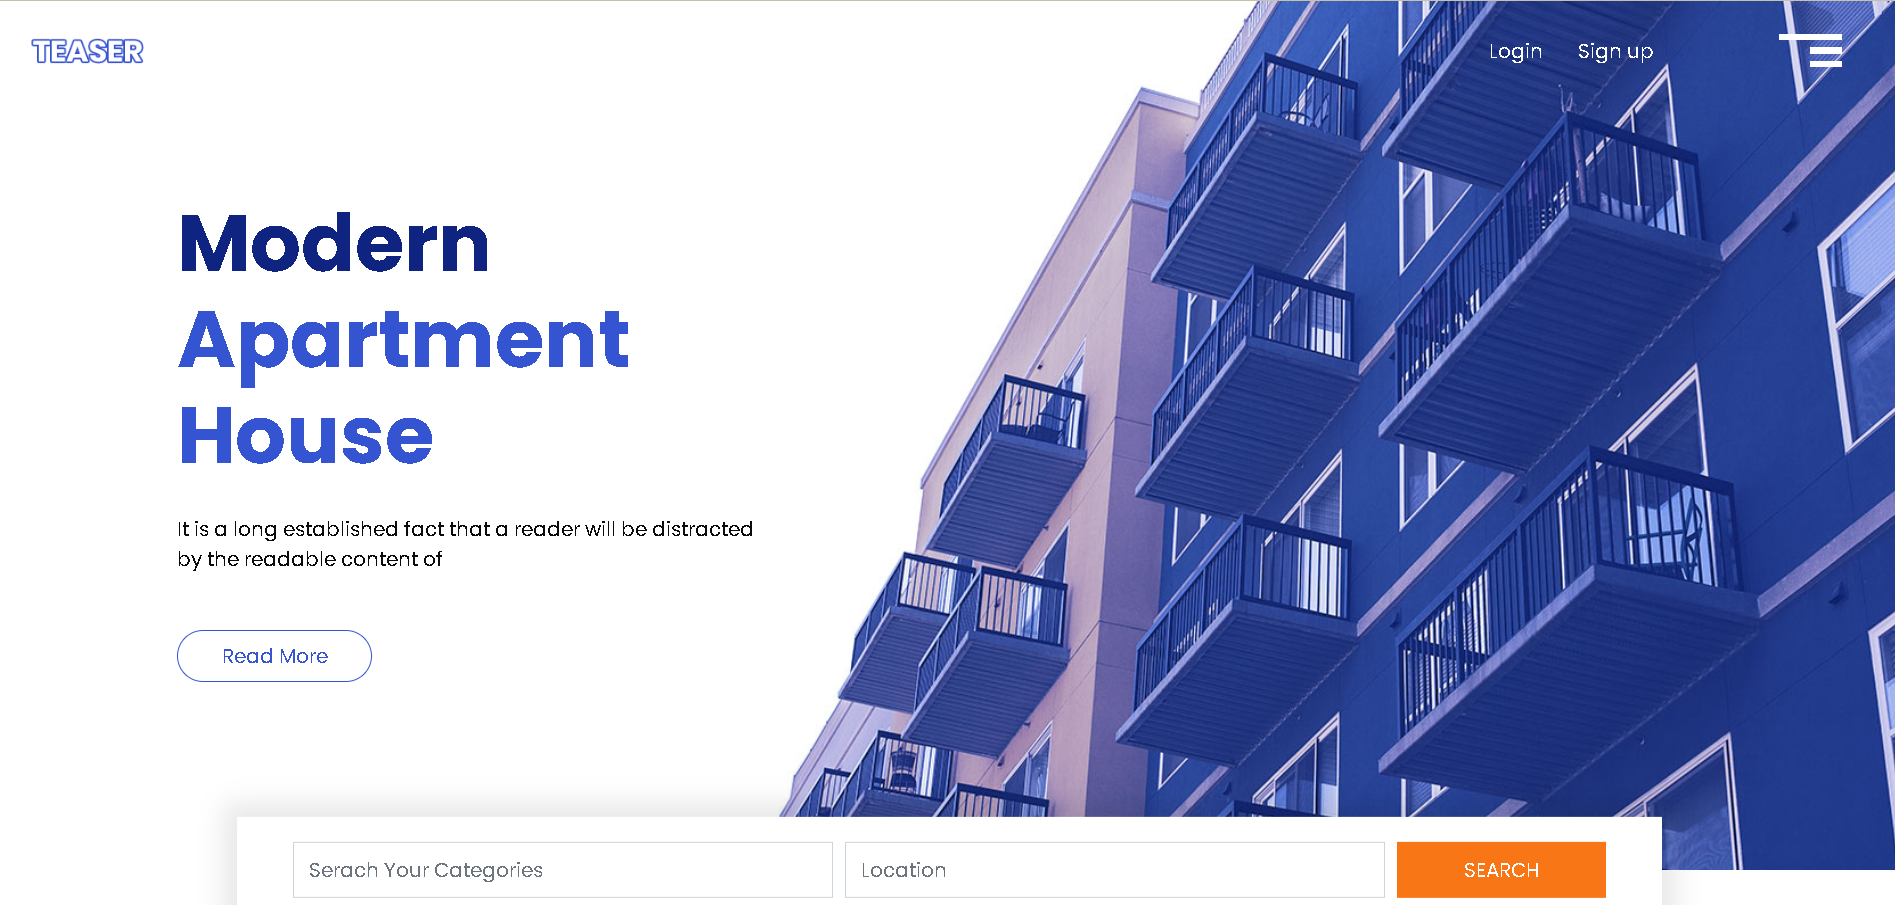 TEASER
Login
Sign up
Modern
Apartment
House
It is a long established fact that a reader will be distracted
by the readable content of
Read More
Serach Your Categories
Location
SEARCH